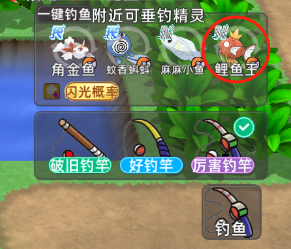 一键钓鱼附近可垂钓精灵
角金鱼 蚊香蝌蚪 麻麻小鱼 鲤鱼王
闪光概率
破旧钓竿 好钓竿 厉害钓竿
钓鱼